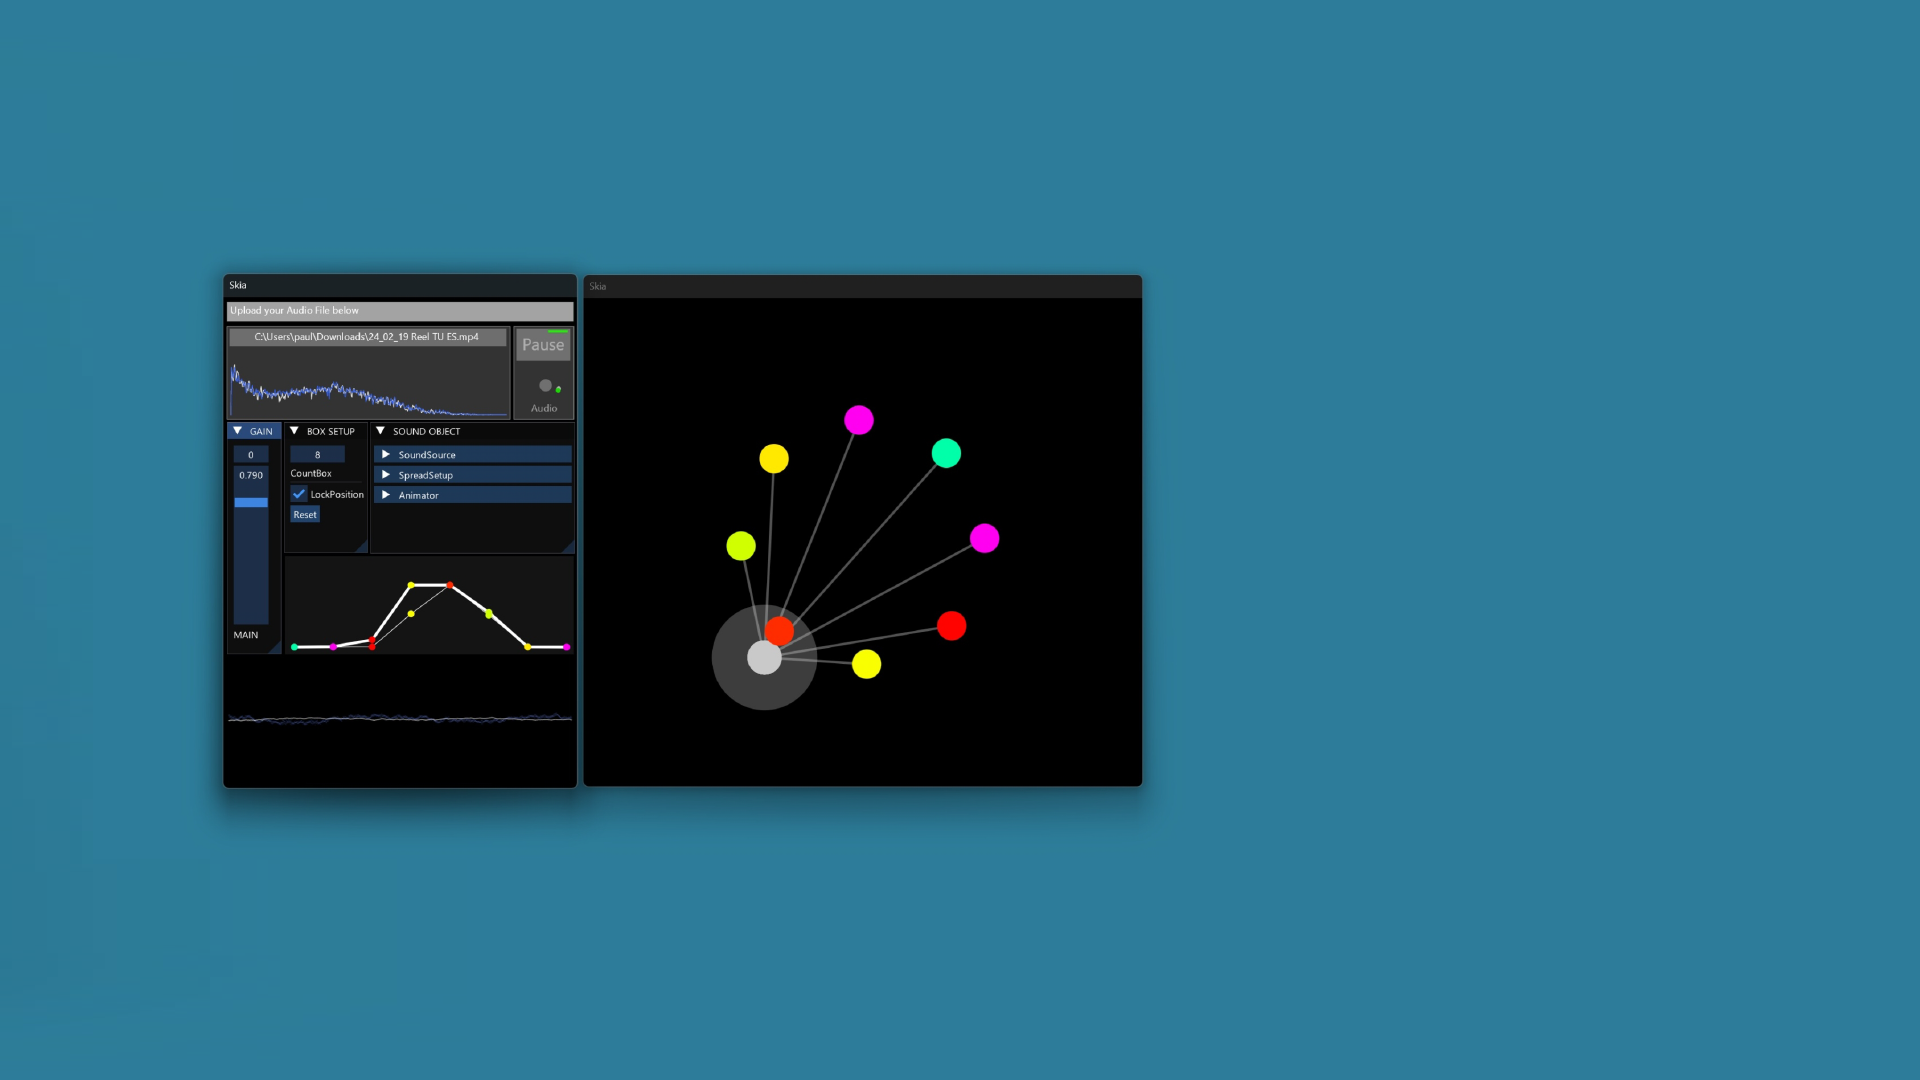 Skia
Upload your Audio File below
C:\Users\paul\Downloads\24_02_19 Reel TU ES.mp4
Pause
Audio
GAIN
0
0.790
MAIN
BOX SETUP
8
CountBox
LockPosition
Reset
SOUND OBJECT
SoundSource
SpreadSetup
Animator
Skia